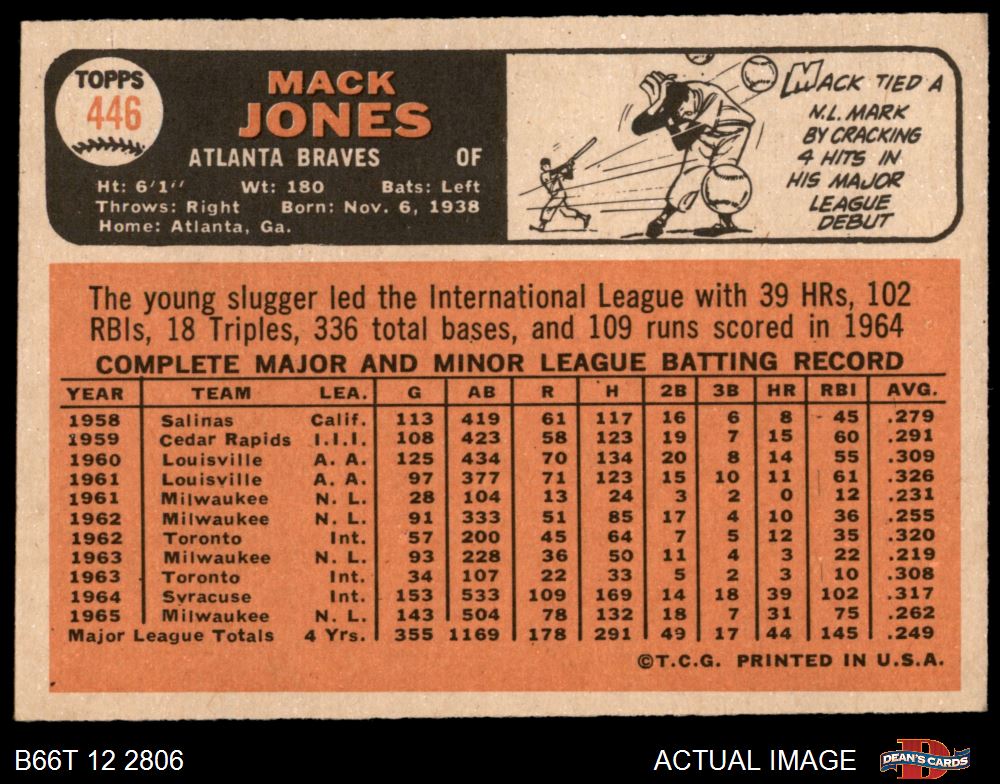 TOPPS
446
MACK
JONES
ATLANTA BRAVES OF
Ht: 6'1" Wt: 180 Bats: Left
Throws: Right Born: Nov. 6, 1938
Home: Atlanta, Ga.
MACK TIED A
N.L. MARK
BY CRACKING
4 HITS IN
HIS MAJOR
LEAGUE
DEBUT
The young slugger led the International League with 39 HRs, 102
RBIs, 18 Triples, 336 total bases, and 109 runs scored in 1964
COMPLETE MAJOR AND MINOR LEAGUE BATTING RECORD
YEAR TEAM LEA. G AB R H 2B 3B HR RBI AVG.
1958 Salinas Calif. 113 419 61 117 16 6 8 45 .279
1959 Cedar Rapids I.I.I. 108 423 58 123 19 7 15 60 .291
1960 Louisville A. A. 125 434 70 134 20 8 14 55 .309
1961 Louisville A. A. 97 377 71 123 15 10 11 61 .326
1961 Milwaukee N. L. 28 104 13 24 3 2 0 12 .231
1962 Milwaukee N. L. 91 333 51 85 17 4 10 36 .255
1962 Toronto Int. 57 200 45 64 7 5 12 35 .320
1963 Milwaukee N. L. 93 228 36 50 11 4 3 22 .219
1963 Toronto Int. 34 107 22 33 5 2 3 10 .308
1964 Syracuse Int. 153 533 109 169 14 18 39 102 .317
1965 Milwaukee N. L. 143 504 78 132 18 7 31 75 .262
Major League Totals 4 Yrs. 355 1169 178 291 49 17 44 145 .249
©T.C.G. PRINTED IN U.S.A.
B66T 12 2806 ACTUAL IMAGE DEAN'S CARDS